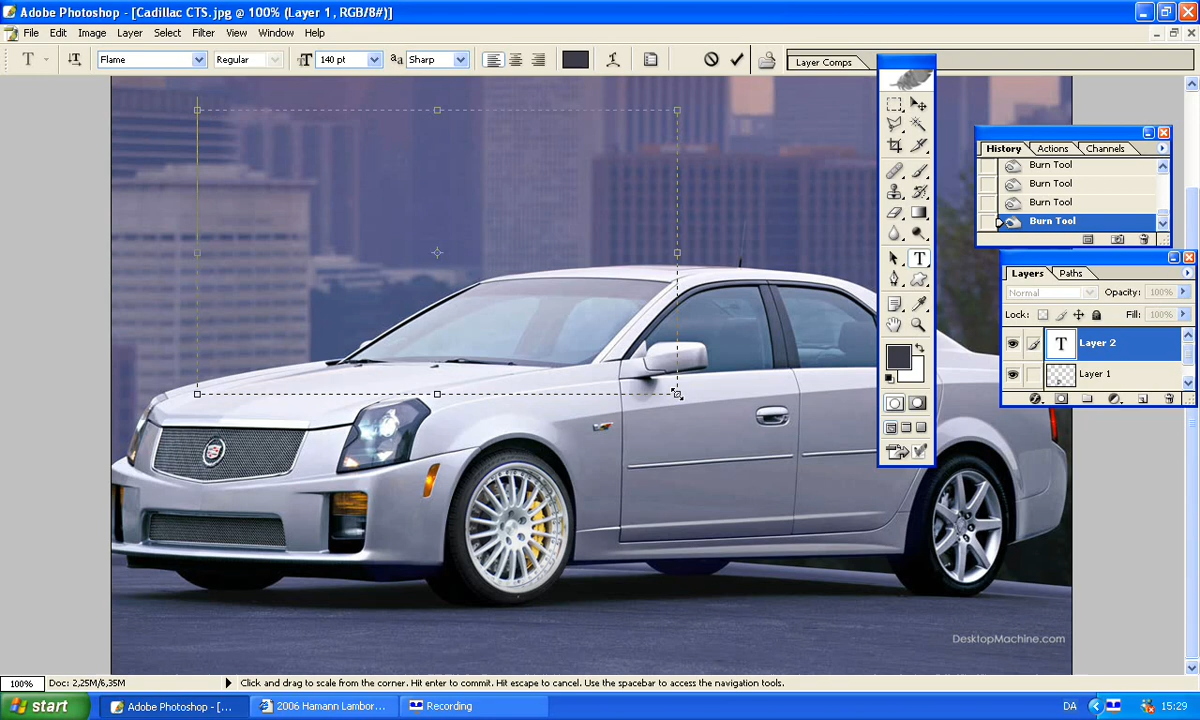 Adobe Photoshop - [Cadillac CTS.jpg @ 100% (Layer 1, RGB/8#)]
File Edit Image Layer Select Filter View Window Help
T T Flame Regular T 140 pt aa Sharp Layer Comps
History Actions Channels
Burn Tool
Burn Tool
Burn Tool
Burn Tool
T
Layers Paths
Normal Opacity: 100%
Lock: Fill: 100%
T Layer 2
Layer 1
DesktopMachine.com
100% Doc: 2,25M/6,35M Click and drag to scale from the corner. Hit enter to commit. Hit escape to cancel. Use the spacebar to access the navigation tools.
start Adobe Photoshop - [... 2006 Hamann Lambor... Recording DA 15:29